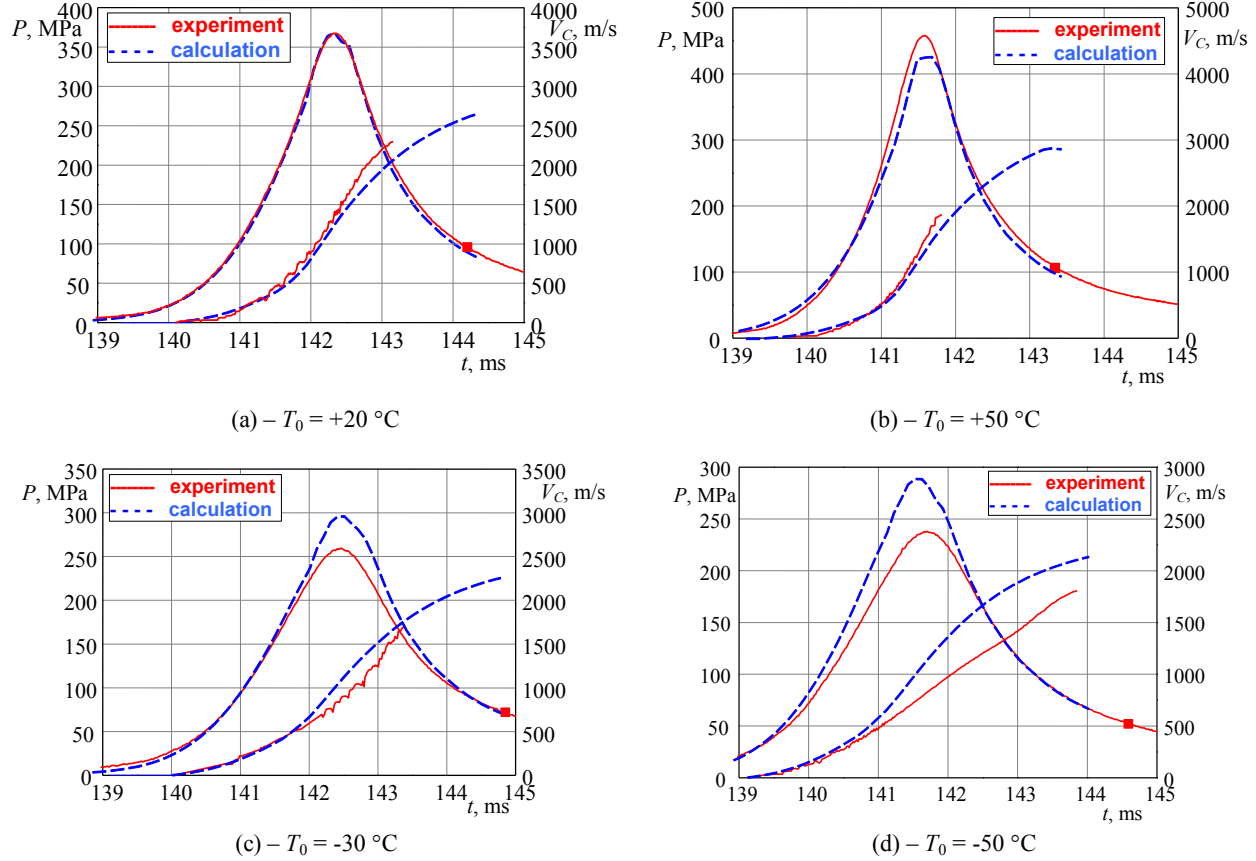 P, MPa
400
350
300
250
200
150
100
50
0
experiment
calculation
4000
V_C, m/s
3500
3000
2500
2000
1500
1000
500
0
139 140 141 142 143 144 145
t, ms
(a) – T_0 = +20 °C
P, MPa
500
400
300
200
100
0
experiment
calculation
5000
V_C, m/s
4000
3000
2000
1000
0
139 140 141 142 143 144 145
t, ms
(b) – T_0 = +50 °C
P, MPa
350
300
250
200
150
100
50
0
experiment
calculation
3500
V_C, m/s
3000
2500
2000
1500
1000
500
0
139 140 141 142 143 144 145
t, ms
(c) – T_0 = -30 °C
P, MPa
300
250
200
150
100
50
0
experiment
calculation
3000
V_C, m/s
2500
2000
1500
1000
500
0
139 140 141 142 143 144 145
t, ms
(d) – T_0 = -50 °C